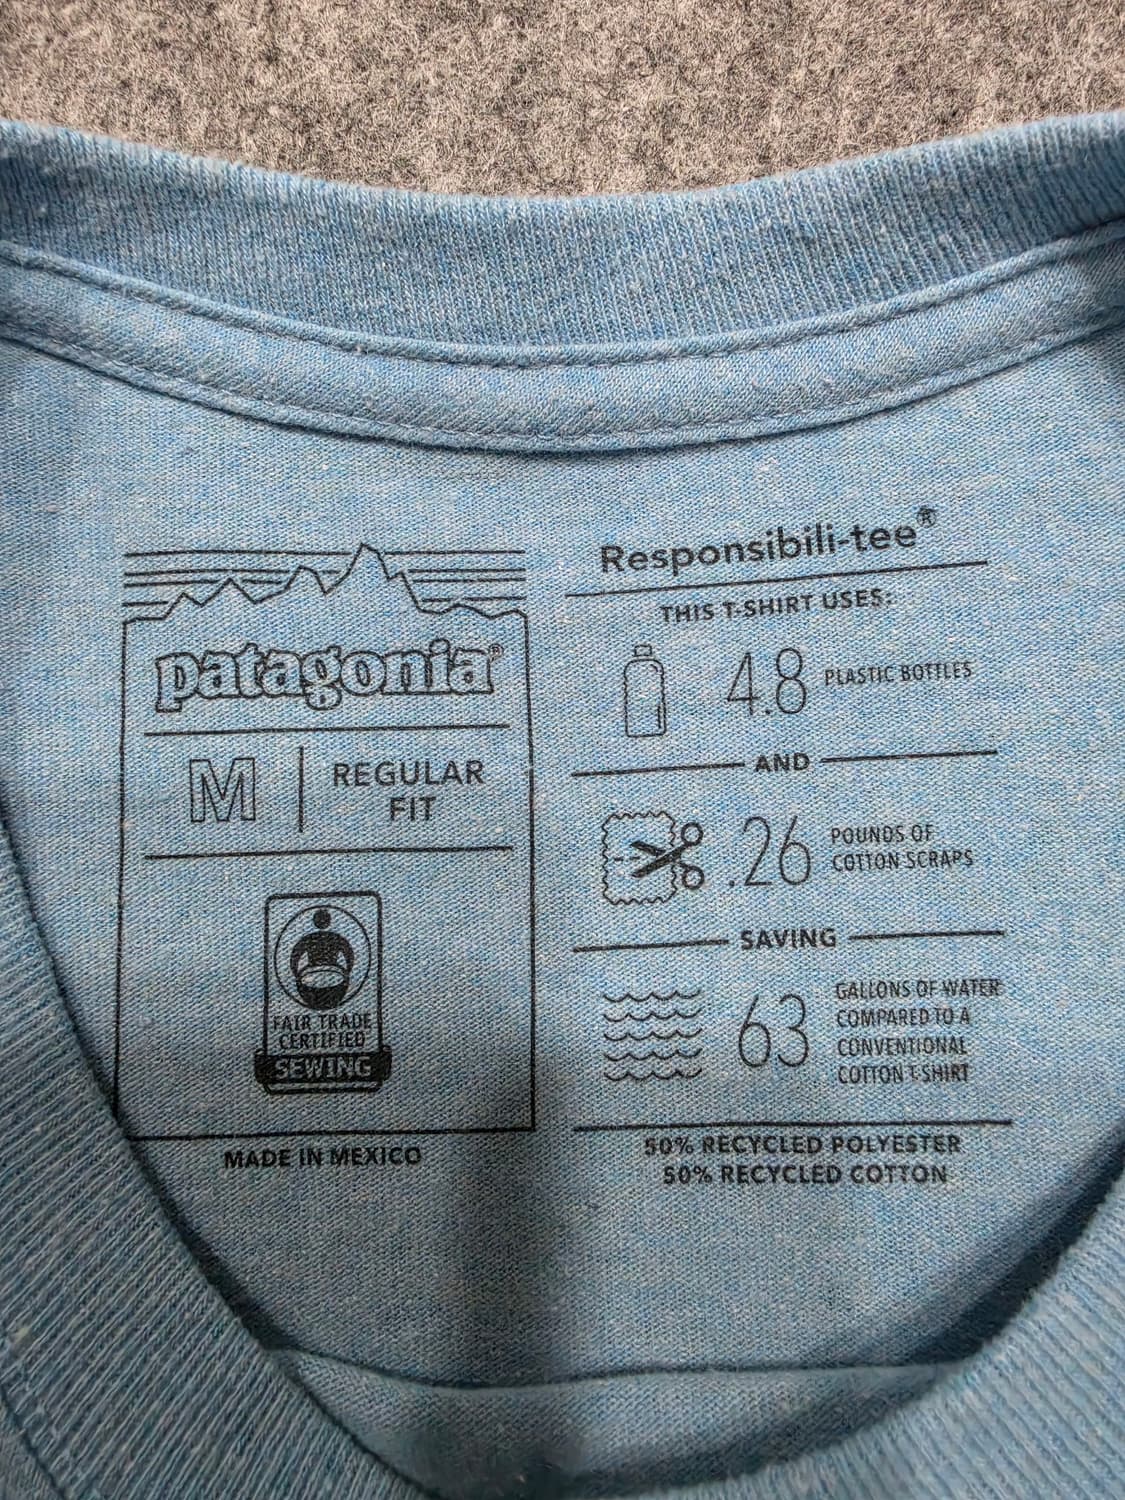 patagonia®
M
REGULAR
FIT
FAIR TRADE
CERTIFIED
SEWING
MADE IN MEXICO
Responsibili-tee®
THIS T-SHIRT USES:
4.8 PLASTIC BOTTLES
AND
.26 POUNDS OF
COTTON SCRAPS
SAVING
63 GALLONS OF WATER
COMPARED TO A
CONVENTIONAL
COTTON T-SHIRT
50% RECYCLED POLYESTER
50% RECYCLED COTTON